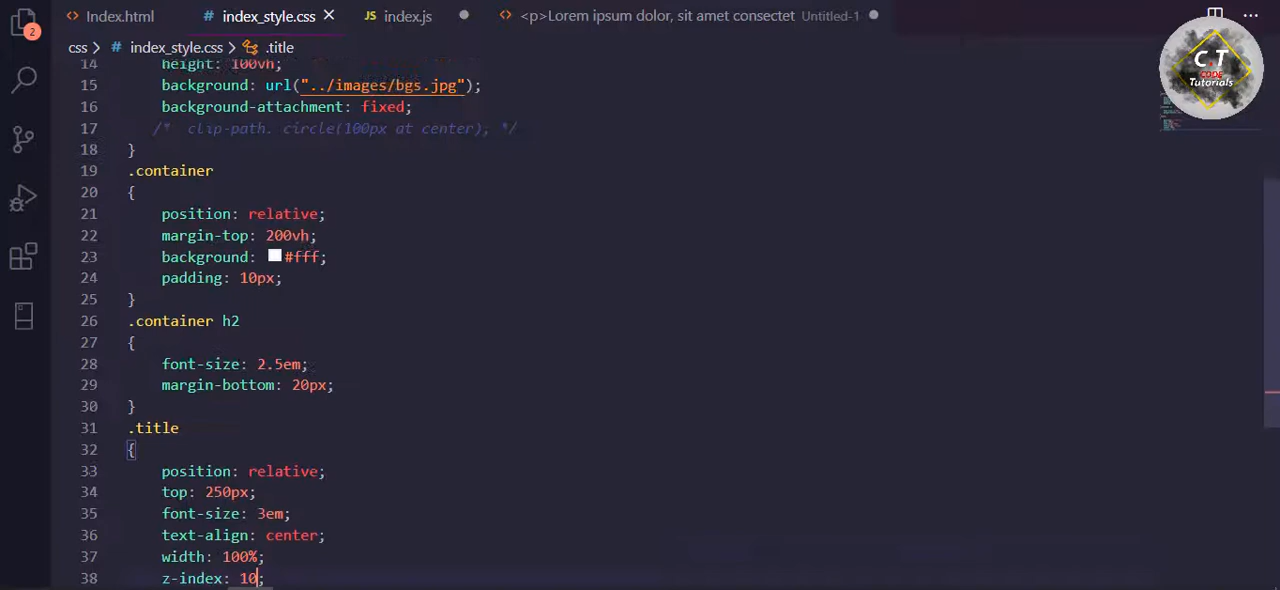 Index.html # index_style.css JS index.js <p>Lorem ipsum dolor, sit amet consectetur Untitled-1
2
css > # index_style.css > .title
C.T
CODE
Tutorials
14 height: 100vh;
15 background: url("../images/bgs.jpg");
16 background-attachment: fixed;
17 /* clip-path. circle(100px at center), */
18 }
19 .container
20 {
21 position: relative;
22 margin-top: 200vh;
23 background: #fff;
24 padding: 10px;
25 }
26 .container h2
27 {
28 font-size: 2.5em;
29 margin-bottom: 20px;
30 }
31 .title
32 {
33 position: relative;
34 top: 250px;
35 font-size: 3em;
36 text-align: center;
37 width: 100%;
38 z-index: 10;